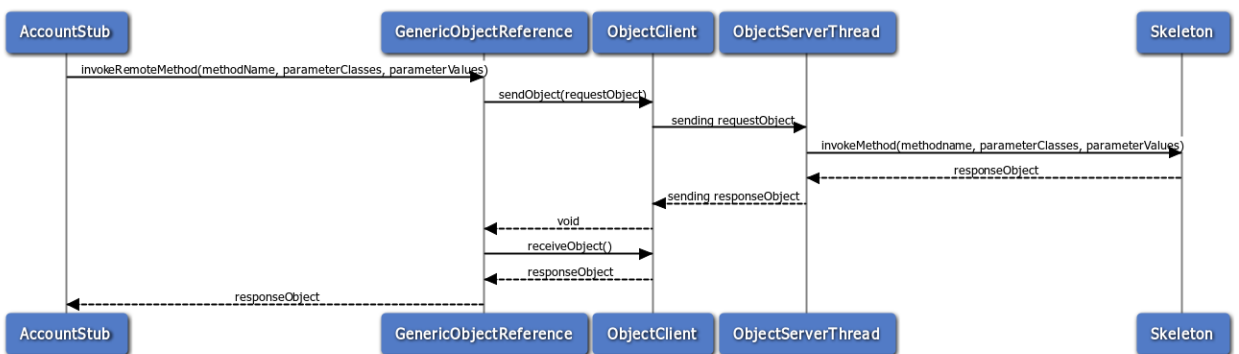 AccountStub GenericObjectReference ObjectClient ObjectServerThread Skeleton
invokeRemoteMethod(methodName, parameterClasses, parameterValues)
sendObject(requestObject)
sending requestObject
invokeMethod(methodname, parameterClasses, parameterValues)
responseObject
sending responseObject
void
receiveObject()
responseObject
responseObject
AccountStub GenericObjectReference ObjectClient ObjectServerThread Skeleton